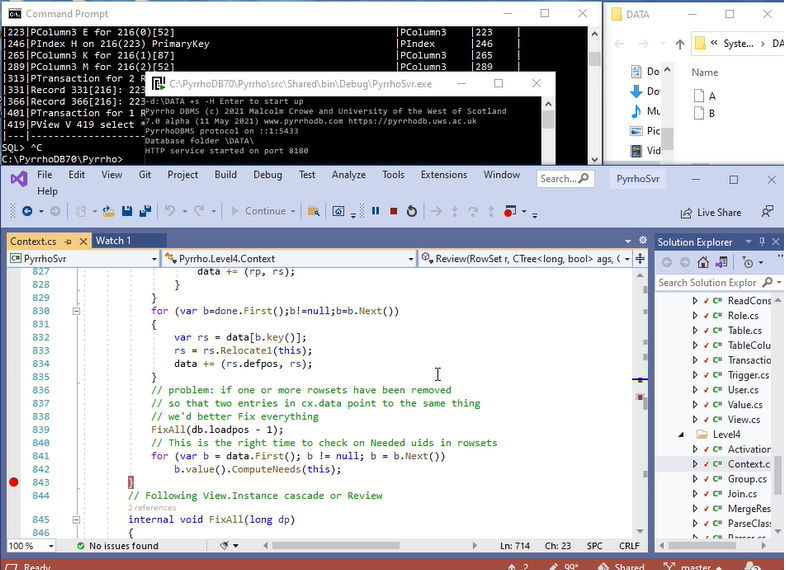 Command Prompt
223|PColumn3 E for 216(0)[52] |PColumn3 |223 |
|246|PIndex H on 216(223) PrimaryKey |PIndex |246 |
|265|PColumn3 K for 216(1)[87] |PColumn3 |265 |
|289|PColumn3 M for 216(2)[52] |PColumn3 |289 |
|313|PTransaction for 2 R
|331|Record 331[216]: 223
|366|Record 366[216]: 223
|401|PTransaction for 1 R
|419|PView V 419 select *
SQL> ^C
C:\PyrrhoDB70\Pyrrho>
C:\PyrrhoDB70\Pyrrho\src\Shared\bin\Debug\PyrrhoSvr.exe
-d:\DATA +s -H Enter to start up
Pyrrho DBMS (c) 2021 Malcolm Crowe and University of the West of Scotland
7.0 alpha (11 May 2021) www.pyrrhodb.com https://pyrrhodb.uws.ac.uk
PyrrhoDBMS protocol on ::1:5433
Database folder \DATA\
HTTP service started on port 8180
DATA
« Syste... > DA
Do
Do
Mu
Pic
Vid
Name
A
B
File Edit View Git Project Build Debug Test Analyze Tools Extensions Window
Help
Search...
PyrrhoSvr
Continue
Live Share
Context.cs
Watch 1
PyrrhoSvr
Pyrrho.Level4.Context
Review(RowSet r, CTree<long, bool> ags, C
827 data += (rp, rs);
828 }
829 }
830 for (var b=done.First();b!=null;b=b.Next())
831 {
832 var rs = data[b.key()];
833 rs = rs.Relocate1(this);
834 data += (rs.defpos, rs);
835 }
836 // problem: if one or more rowsets have been removed
837 // so that two entries in cx.data point to the same thing
838 // we'd better Fix everything
839 FixAll(db.loadpos - 1);
840 // This is the right time to check on Needed uids in rowsets
841 for (var b = data.First(); b != null; b = b.Next())
842 b.value().ComputeNeeds(this);
843 }
844 // Following View.Instance cascade or Review
2 references
845 internal void FixAll(long dp)
846 {
100 %
No issues found
Ln: 714 Ch: 23 SPC CRLF
Solution Explorer
Search Solution Explor
C# ReadCons
C# Role.cs
C# Table.cs
C# TableColu
C# Transactio
C# Trigger.cs
C# User.cs
C# Value.cs
C# View.cs
Level4
C# Activation
C# Context.c
C# Group.cs
C# Join.cs
C# MergeRes
C# ParseClas
C# Parser.cs
Ready
2
99*
Shared
master